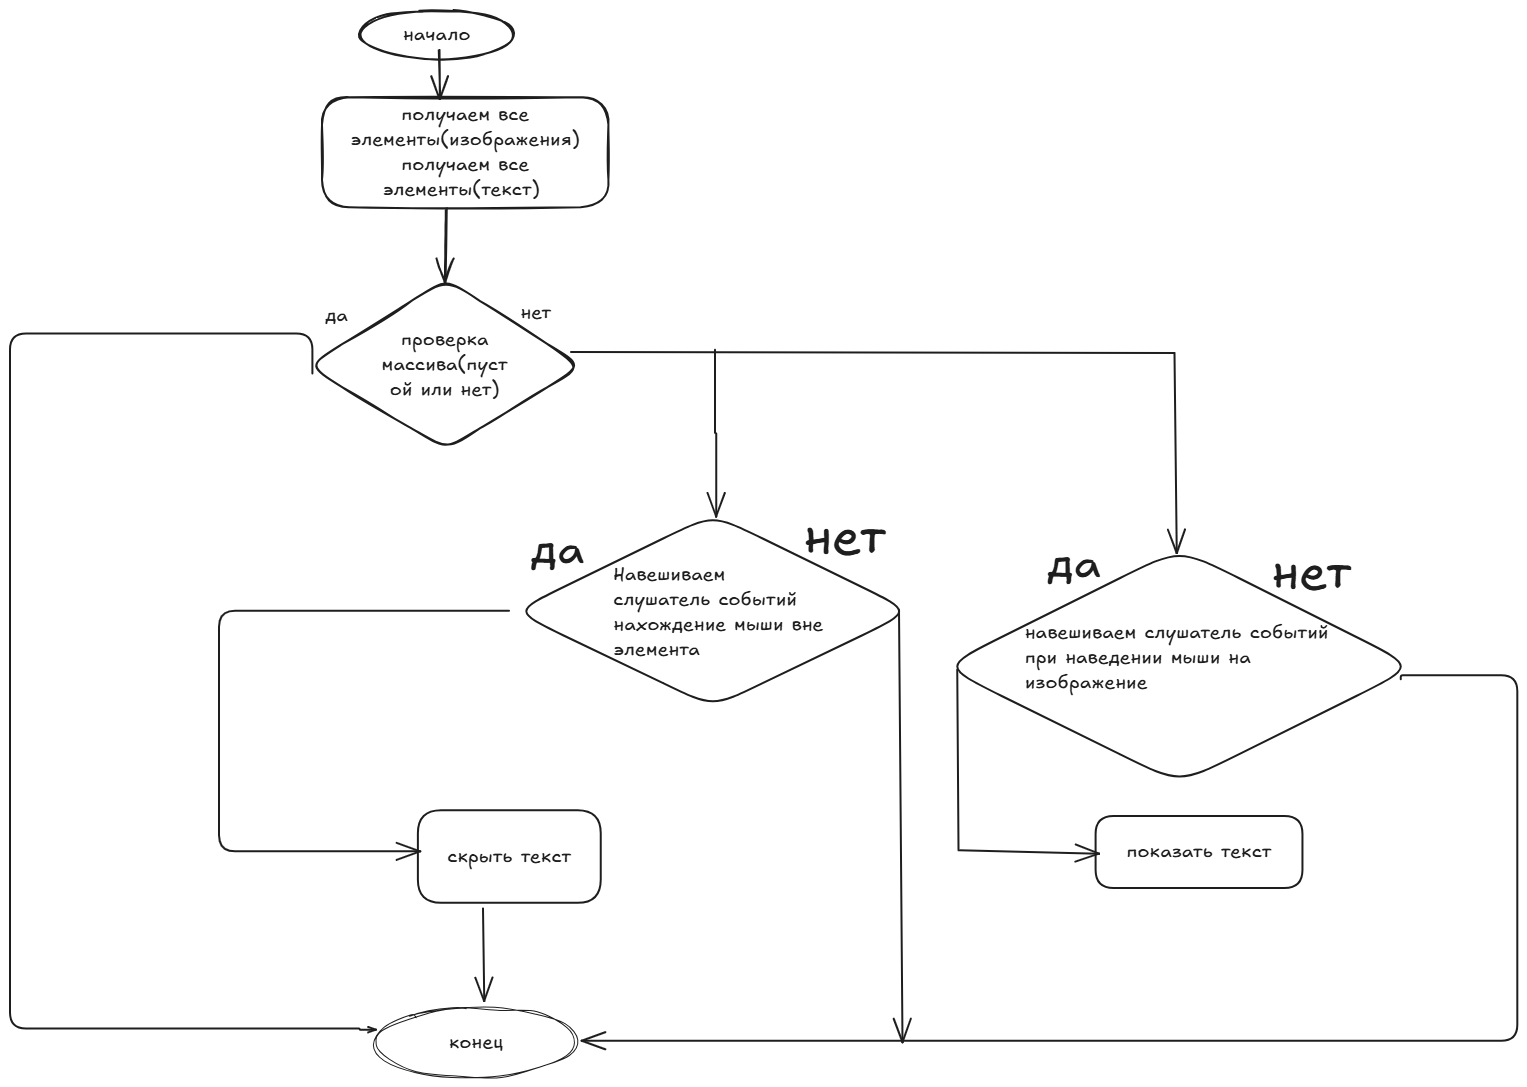 начало
получаем все
элементы(изображения)
получаем все
элементы(текст)
да
нет
проверка
массива(пуст
ой или нет)
да
нет
Навешиваем
слушатель событий
нахождение мыши вне
элемента
да
нет
навешиваем слушатель событий
при наведении мыши на
изображение
скрыть текст
показать текст
конец